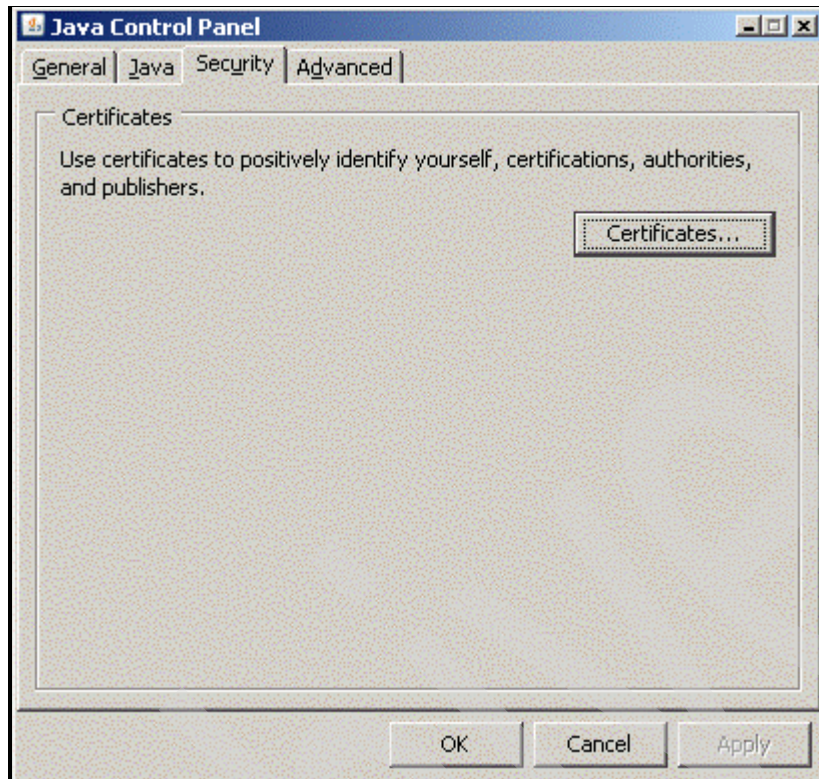 Java Control Panel
General Java Security Advanced
Certificates
Use certificates to positively identify yourself, certifications, authorities,
and publishers.
Certificates...
OK Cancel Apply